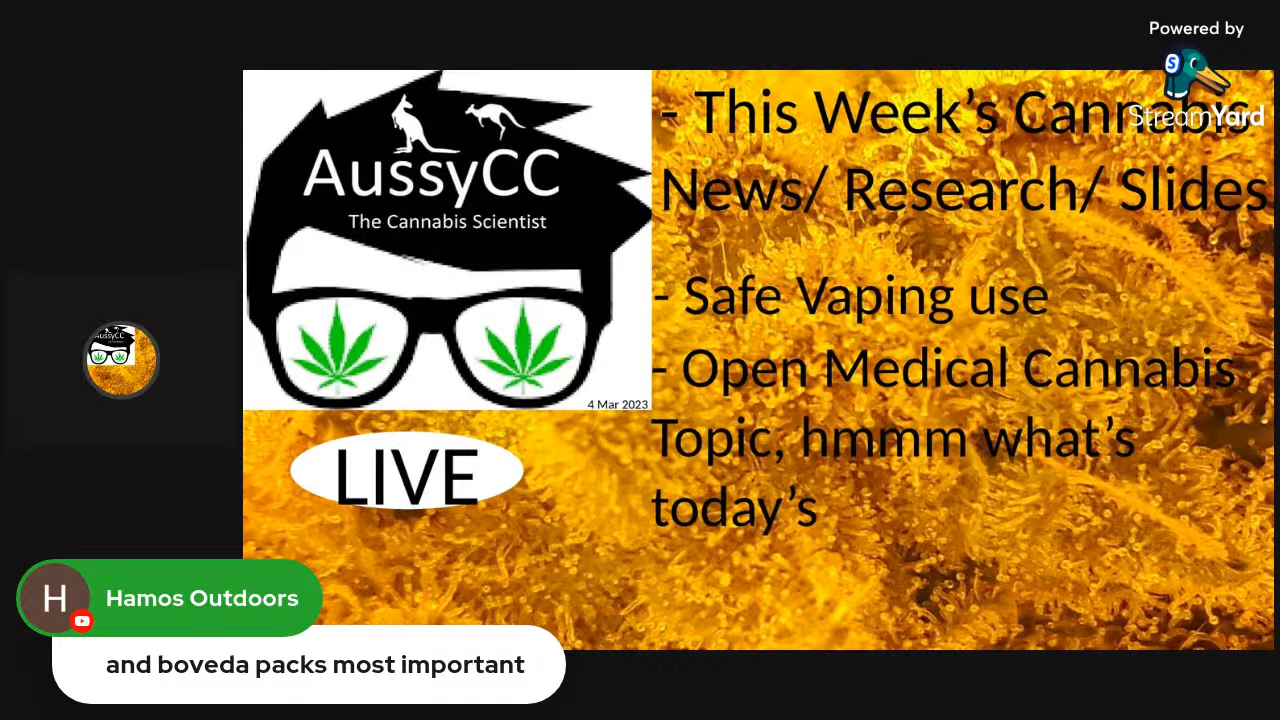 Powered by
StreamYard
- This Week's Cannabis
News/ Research/ Slides
AussyCC
The Cannabis Scientist
- Safe Vaping use
- Open Medical Cannabis
Topic, hmmm what's
today's
4 Mar 2023
LIVE
H
Hamos Outdoors
and boveda packs most important